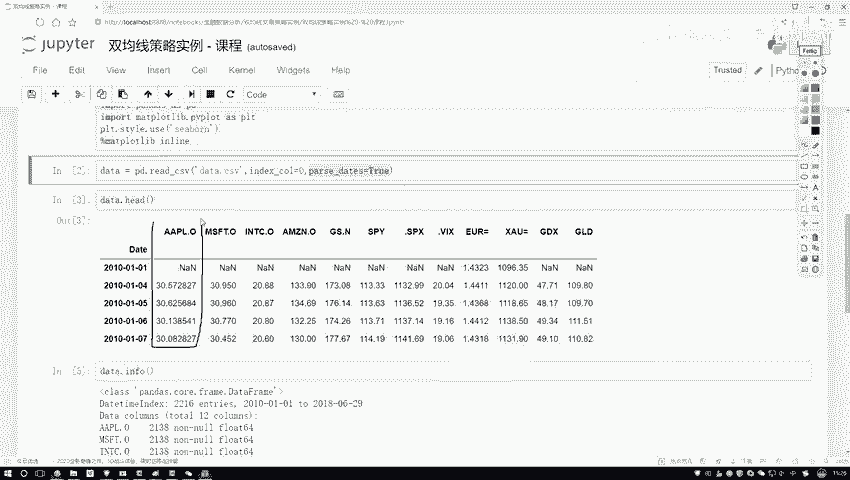 双均线策略实例 - 课程
jupyter 双均线策略实例 - 课程 (autosaved)
File Edit View Insert Cell Kernel Widgets Help
Trusted Python
Code
import matplotlib.pyplot as plt
plt.style.use('seaborn')
%matplotlib inline
In [2]: data = pd.read_csv('data.csv',index_col=0,parse_dates=True)
In [3]: data.head()
Out[3]:
AAPL.O MSFT.O INTC.O AMZN.O GS.N SPY .SPX .VIX EUR= XAU= GDX GLD
Date
2010-01-01 NaN NaN NaN NaN NaN NaN NaN NaN 1.4323 1096.35 NaN NaN
2010-01-04 30.572827 30.950 20.88 133.90 173.08 113.33 1132.99 20.04 1.4411 1120.00 47.71 109.80
2010-01-05 30.625684 30.960 20.87 134.69 176.14 113.63 1136.52 19.35 1.4368 1118.65 48.17 109.70
2010-01-06 30.138541 30.770 20.80 132.25 174.26 113.71 1137.14 19.16 1.4412 1138.50 49.34 111.51
2010-01-07 30.082827 30.452 20.60 130.00 177.67 114.19 1141.69 19.06 1.4318 1131.90 49.10 110.82
In [5]: data.info()
<class 'pandas.core.frame.DataFrame'>
DatetimeIndex: 2216 entries, 2010-01-01 to 2018-06-29
Data columns (total 12 columns):
AAPL.O 2138 non-null float64
MSFT.O 2138 non-null float64
INTC.O 2138 non-null float64